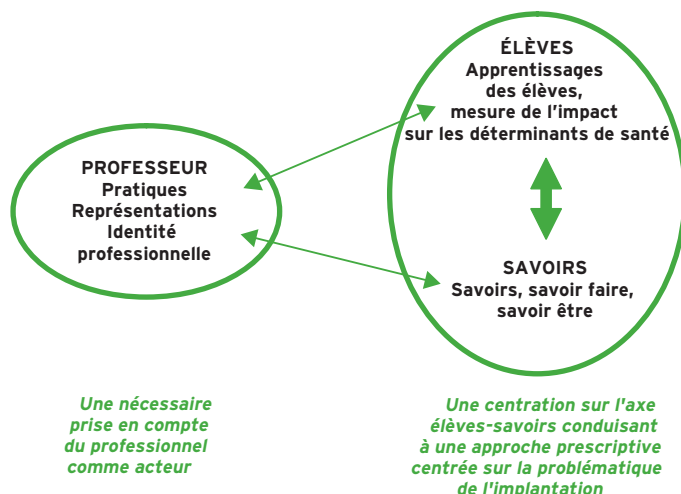 PROFESSEUR
Pratiques
Représentations
Identité
professionnelle
ÉLÈVES
Apprentissages
des élèves,
mesure de l'impact
sur les déterminants de santé
SAVOIRS
Savoirs, savoir faire,
savoir être
Une nécessaire
prise en compte
du professionnel
comme acteur
Une centration sur l'axe
élèves-savoirs conduisant
à une approche prescriptive
centrée sur la problématique
de l'implantation